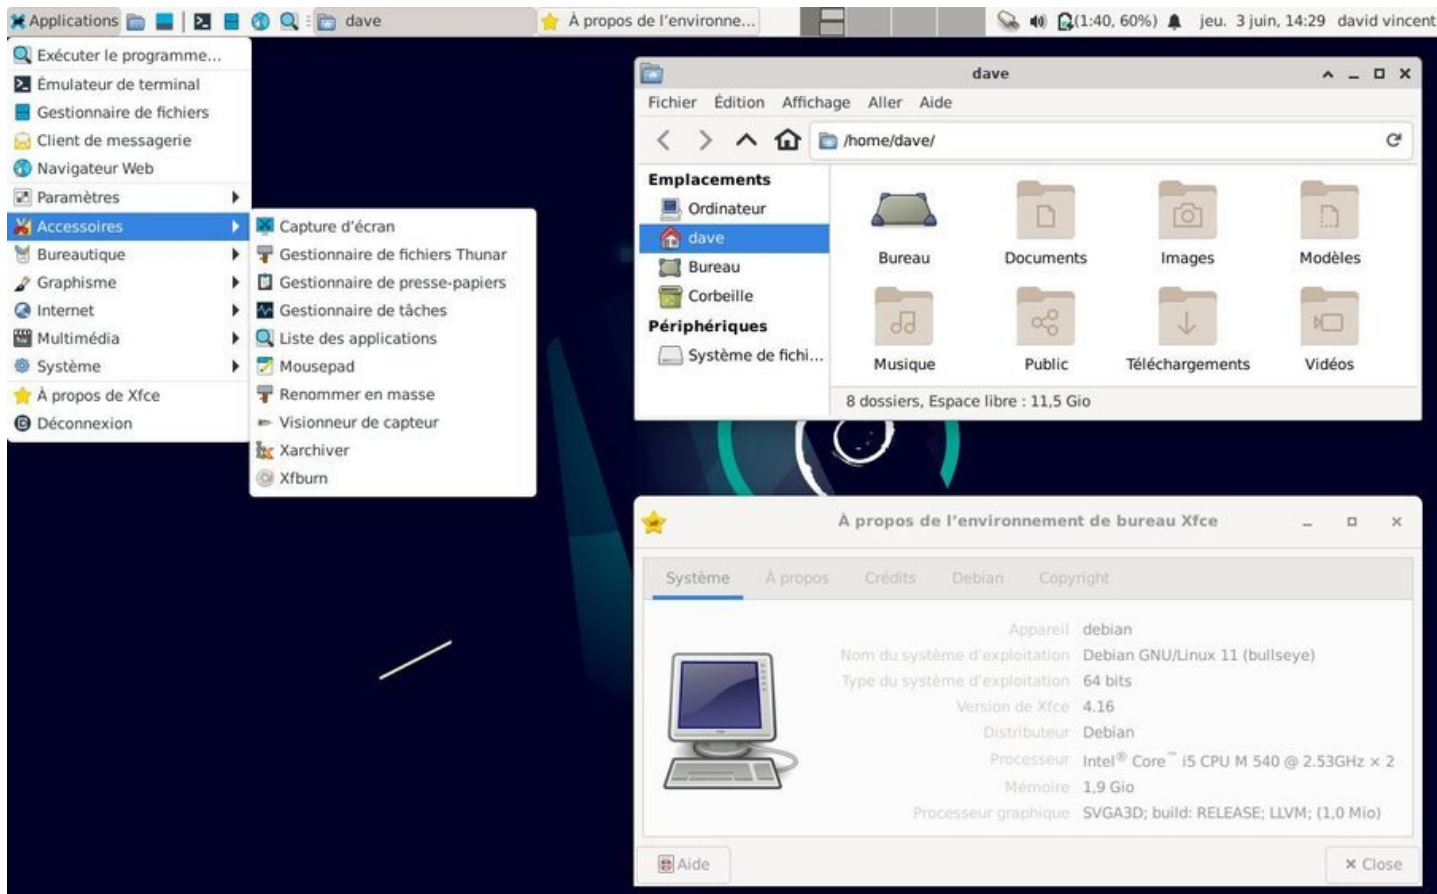 Applications dave À propos de l'environne... (1:40, 60%) jeu. 3 juin, 14:29 david vincent
Exécuter le programme...
Émulateur de terminal
Gestionnaire de fichiers
Client de messagerie
Navigateur Web
Paramètres
Accessoires
Bureautique
Graphisme
Internet
Multimédia
Système
À propos de Xfce
Déconnexion
Capture d'écran
Gestionnaire de fichiers Thunar
Gestionnaire de presse-papiers
Gestionnaire de tâches
Liste des applications
Mousepad
Renommer en masse
Visionneur de capteur
Xarchiver
Xfburn
dave
Fichier Édition Affichage Aller Aide
/home/dave/
Emplacements
Ordinateur
dave
Bureau
Corbeille
Périphériques
Système de fichi...
Bureau Documents Images Modèles
Musique Public Téléchargements Vidéos
8 dossiers, Espace libre : 11,5 Gio
À propos de l'environnement de bureau Xfce
Système À propos Crédits Debian Copyright
Appareil debian
Nom du système d'exploitation Debian GNU/Linux 11 (bullseye)
Type du système d'exploitation 64 bits
Version de Xfce 4.16
Distributeur Debian
Processeur Intel® Core™ i5 CPU M 540 @ 2.53GHz × 2
Mémoire 1,9 Gio
Processeur graphique SVGA3D; build: RELEASE; LLVM; (1,0 Mio)
Aide Close